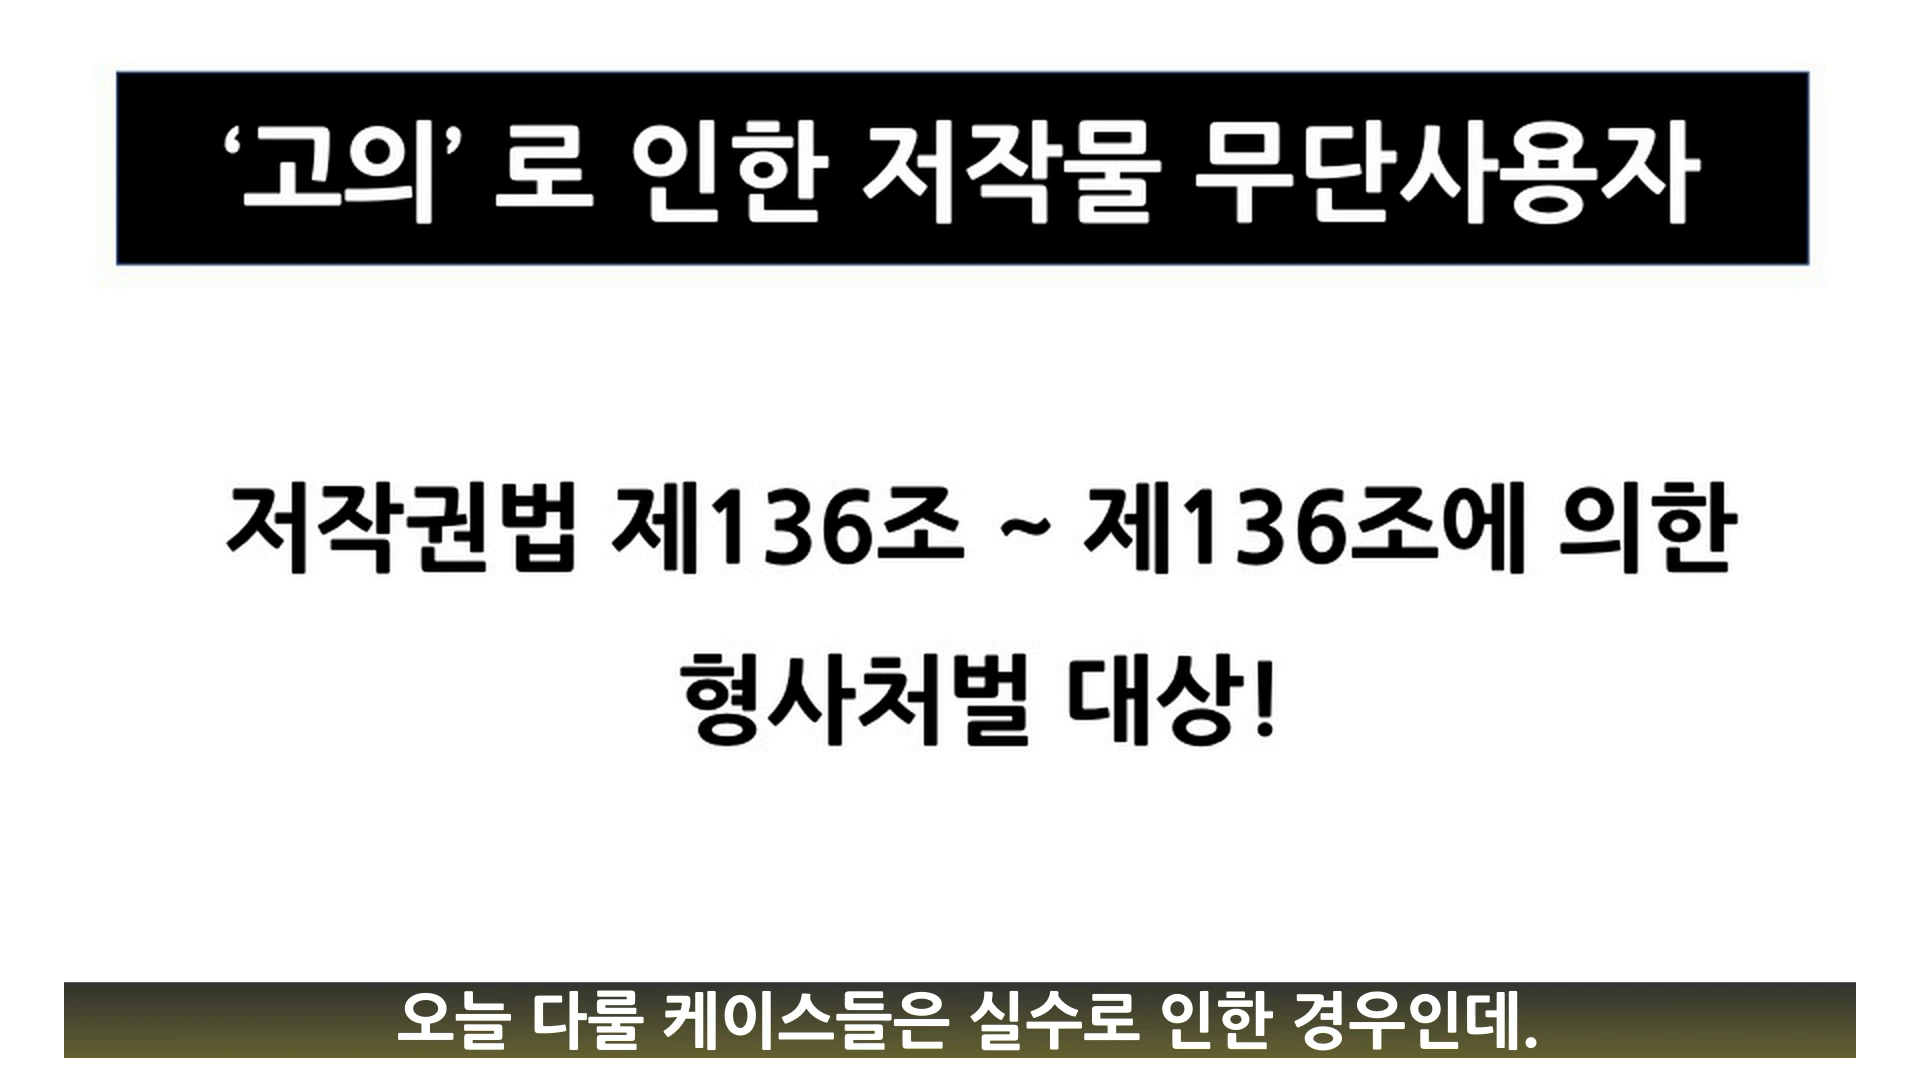 ‘고의’ 로 인한 저작물 무단사용자
저작권법 제136조 ~ 제136조에 의한
형사처벌 대상!
오늘 다룰 케이스들은 실수로 인한 경우인데.